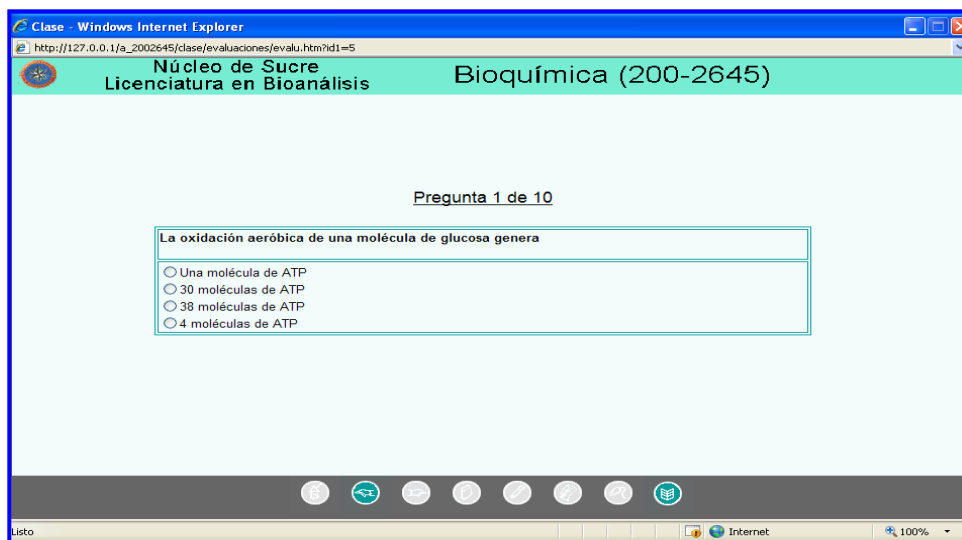 Clase - Windows Internet Explorer
http://127.0.0.1/a_2002645/clase/evaluaciones/evalu.htm?id1=5
Núcleo de Sucre
Licenciatura en Bioanálisis
Bioquímica (200-2645)
Pregunta 1 de 10
La oxidación aeróbica de una molécula de glucosa genera
Una molécula de ATP
30 moléculas de ATP
38 moléculas de ATP
4 moléculas de ATP
Listo
Internet
100%